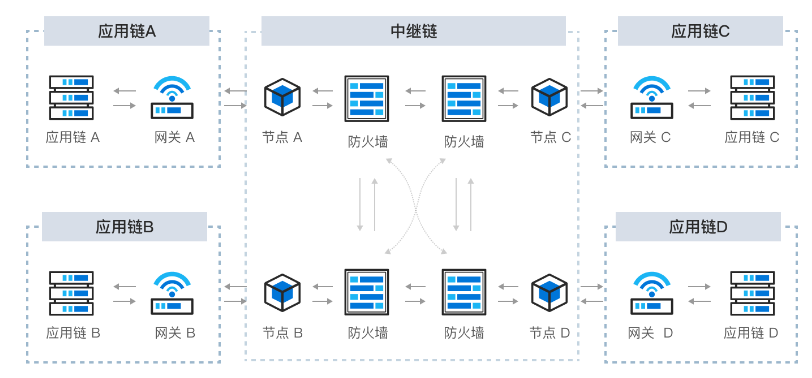 应用链A
中继链
应用链C
应用链 A
网关 A
节点 A
防火墙
防火墙
节点 C
网关 C
应用链 C
应用链B
应用链D
应用链 B
网关 B
节点 B
防火墙
防火墙
节点 D
网关 D
应用链 D